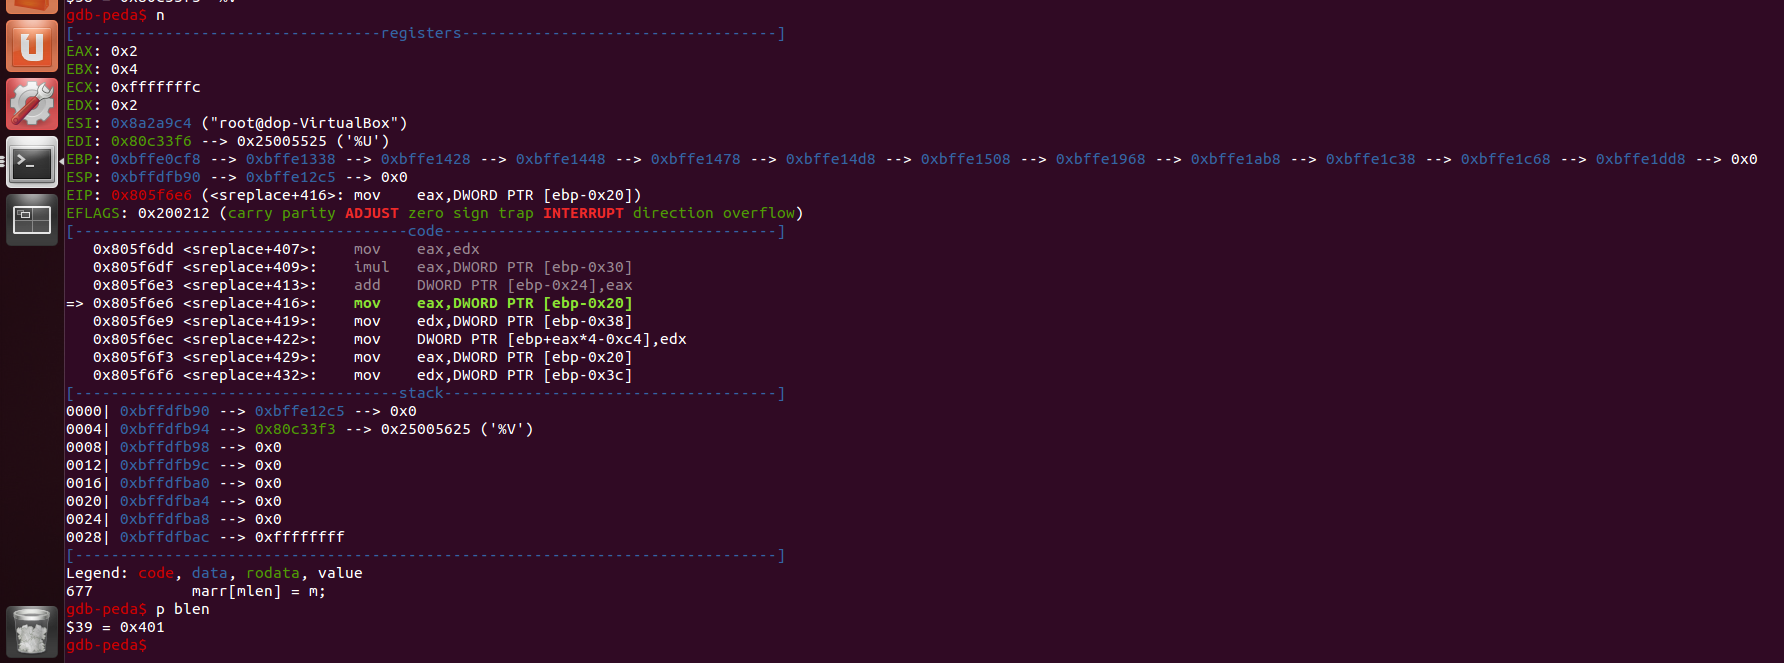 gdb-peda$ n
[----------------------------------registers-----------------------------------]
EAX: 0x2
EBX: 0x4
ECX: 0xfffffffc
EDX: 0x2
ESI: 0x8a2a9c4 ("root@dop-VirtualBox")
EDI: 0x80c33f6 --> 0x25005525 ('%U')
EBP: 0xbffe0cf8 --> 0xbffe1338 --> 0xbffe1428 --> 0xbffe1448 --> 0xbffe1478 --> 0xbffe14d8 --> 0xbffe1508 --> 0xbffe1968 --> 0xbffe1ab8 --> 0xbffe1c38 --> 0xbffe1c68 --> 0xbffe1dd8 --> 0x0
ESP: 0xbffdfb90 --> 0xbffe12c5 --> 0x0
EIP: 0x805f6e6 (<sreplace+416>: mov    eax,DWORD PTR [ebp-0x20])
EFLAGS: 0x200212 (carry parity ADJUST zero sign trap INTERRUPT direction overflow)
[-------------------------------------code-------------------------------------]
   0x805f6dd <sreplace+407>:    mov    eax,edx
   0x805f6df <sreplace+409>:    imul   eax,DWORD PTR [ebp-0x30]
   0x805f6e3 <sreplace+413>:    add    DWORD PTR [ebp-0x24],eax
=> 0x805f6e6 <sreplace+416>:    mov    eax,DWORD PTR [ebp-0x20]
   0x805f6e9 <sreplace+419>:    mov    edx,DWORD PTR [ebp-0x38]
   0x805f6ec <sreplace+422>:    mov    DWORD PTR [ebp+eax*4-0xc4],edx
   0x805f6f3 <sreplace+429>:    mov    eax,DWORD PTR [ebp-0x20]
   0x805f6f6 <sreplace+432>:    mov    edx,DWORD PTR [ebp-0x3c]
[------------------------------------stack-------------------------------------]
0000| 0xbffdfb90 --> 0xbffe12c5 --> 0x0
0004| 0xbffdfb94 --> 0x80c33f3 --> 0x25005625 ('%V')
0008| 0xbffdfb98 --> 0x0
0012| 0xbffdfb9c --> 0x0
0016| 0xbffdfba0 --> 0x0
0020| 0xbffdfba4 --> 0x0
0024| 0xbffdfba8 --> 0x0
0028| 0xbffdfbac --> 0xffffffff
[------------------------------------------------------------------------------]
Legend: code, data, rodata, value
677           marr[mlen] = m;
gdb-peda$ p blen
$39 = 0x401
gdb-peda$